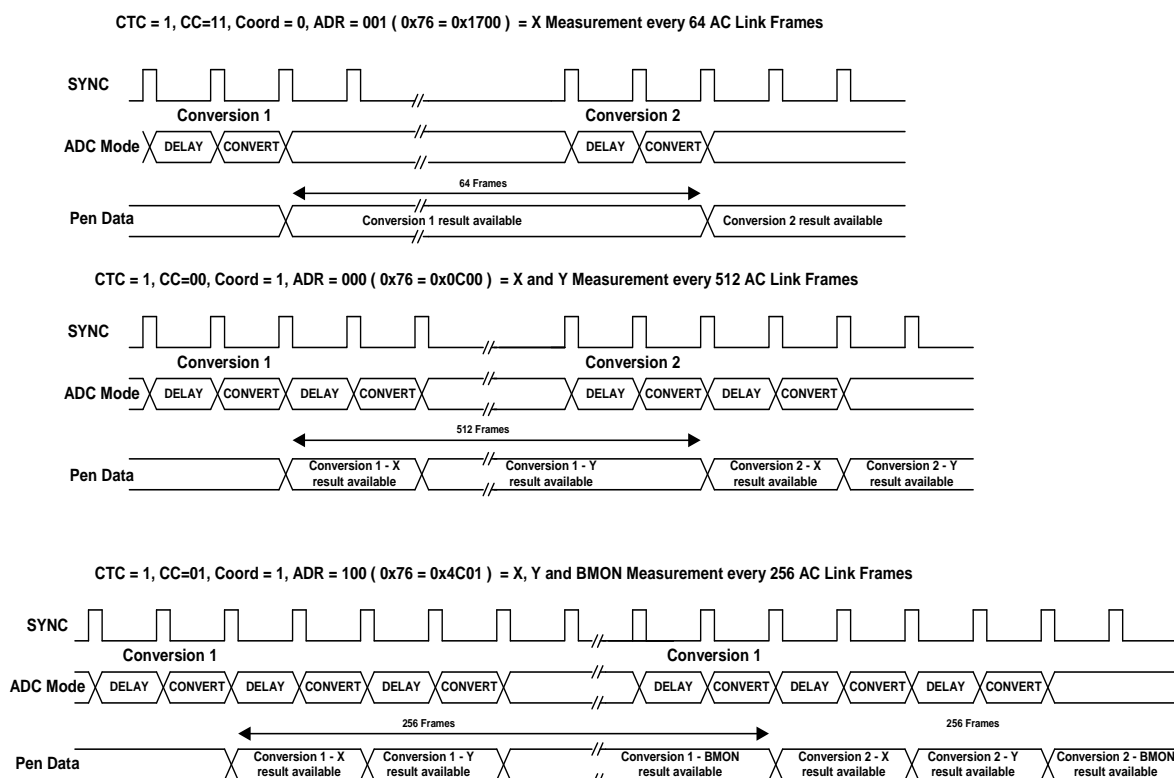 CTC = 1, CC=11, Coord = 0, ADR = 001 ( 0x76 = 0x1700 )  = X Measurement every 64 AC Link Frames
SYNC
Conversion 1
Conversion 2
ADC Mode
DELAY
CONVERT
DELAY
CONVERT
64 Frames
Pen Data
Conversion 1 result available
Conversion 2 result available
CTC = 1, CC=00, Coord = 1, ADR = 000 ( 0x76 = 0x0C00 )  = X and Y Measurement every 512 AC Link Frames
SYNC
Conversion 1
Conversion 2
ADC Mode
DELAY
CONVERT
DELAY
CONVERT
DELAY
CONVERT
DELAY
CONVERT
512 Frames
Pen Data
Conversion 1 - X
result available
Conversion 1 - Y
result available
Conversion 2 - X
result available
Conversion 2 - Y
result available
CTC = 1, CC=01, Coord = 1, ADR = 100 ( 0x76 = 0x4C01 )  = X, Y and BMON Measurement every 256 AC Link Frames
SYNC
Conversion 1
Conversion 1
ADC Mode
DELAY
CONVERT
DELAY
CONVERT
DELAY
CONVERT
DELAY
CONVERT
DELAY
CONVERT
DELAY
CONVERT
256 Frames
256 Frames
Pen Data
Conversion 1 - X
result available
Conversion 1 - Y
result available
Conversion 1 - BMON
result available
Conversion 2 - X
result available
Conversion 2 - Y
result available
Conversion 2 - BMON
result available